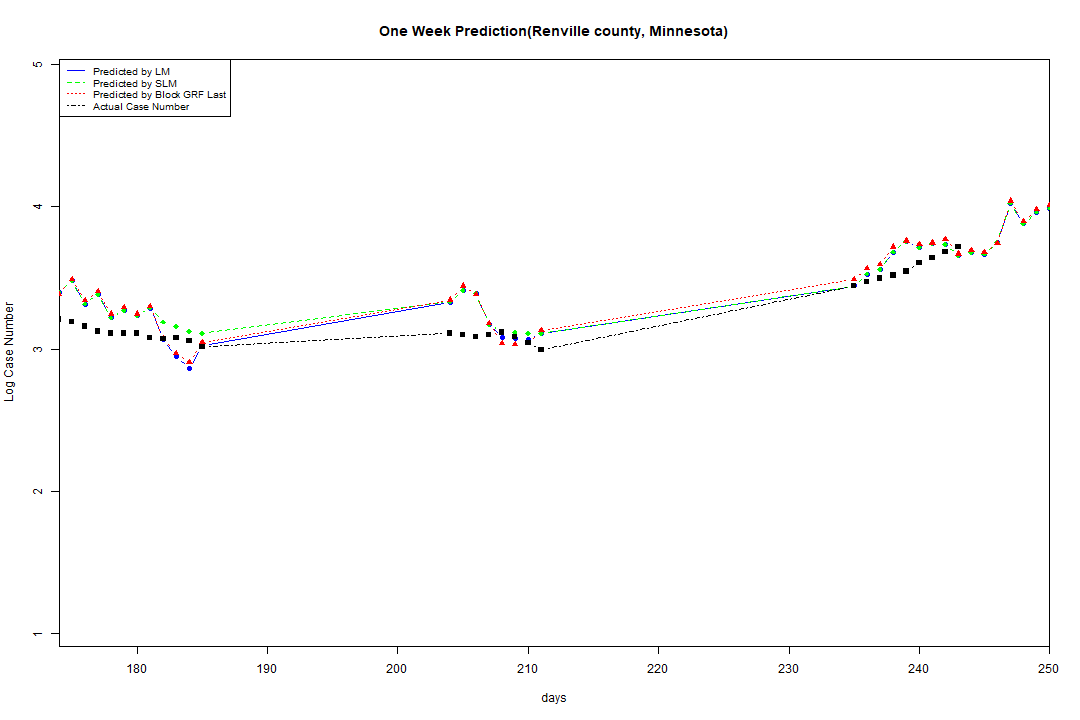 One Week Prediction(Renville county, Minnesota)
5
Predicted by LM
Predicted by SLM
Predicted by Block GRF Last
Actual Case Number
4
3
2
1
Log Case Number
180 190 200 210 220 230 240 250
days